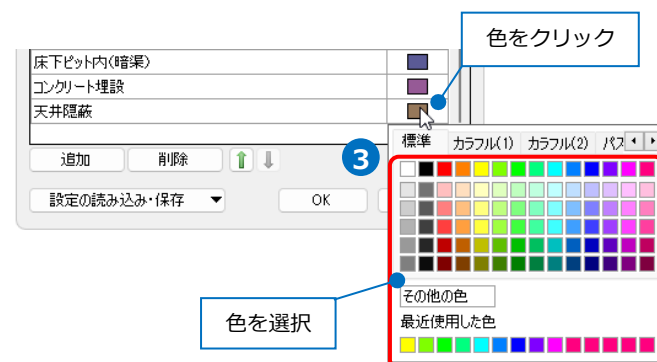 色をクリック
床下ピット内(暗渠)
コンクリート埋設
天井隠蔽
追加 削除
3
標準 カラフル(1) カラフル(2) パス
設定の読み込み・保存 OK
その他の色
最近使用した色
色を選択